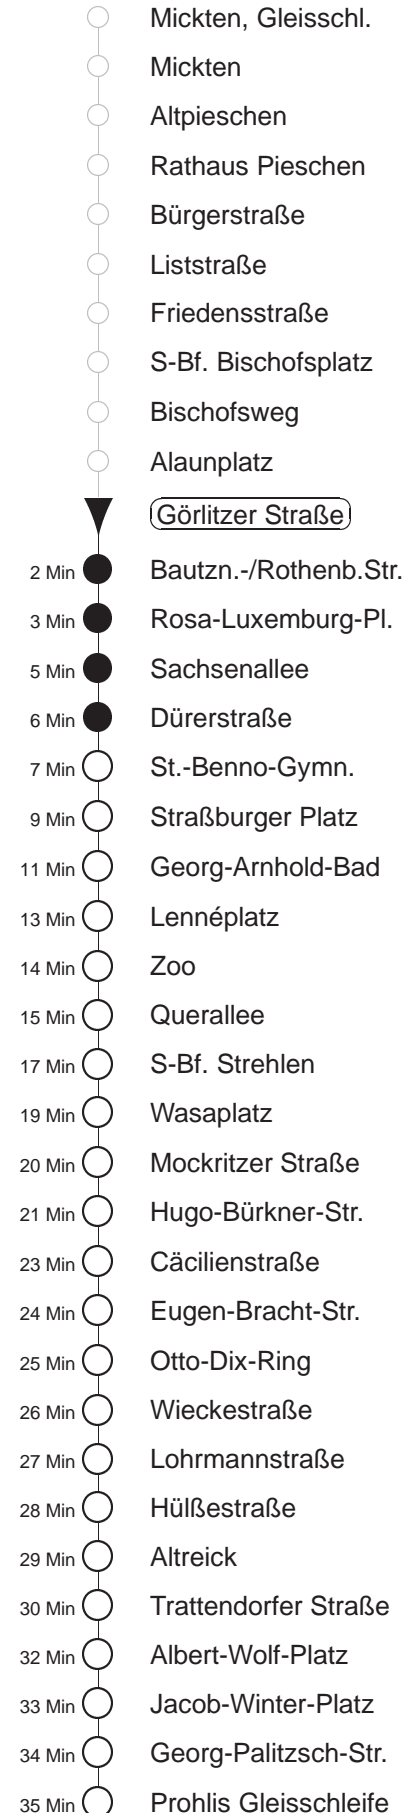 Mickten, Gleisschl.
Mickten
Altpieschen
Rathaus Pieschen
Bürgerstraße
Liststraße
Friedensstraße
S-Bf. Bischofsplatz
Bischofsweg
Alaunplatz
Görlitzer Straße
2 Min Bautzn.-/Rothenb.Str.
3 Min Rosa-Luxemburg-Pl.
5 Min Sachsenallee
6 Min Dürerstraße
7 Min St.-Benno-Gymn.
9 Min Straßburger Platz
11 Min Georg-Arnhold-Bad
13 Min Lennéplatz
14 Min Zoo
15 Min Querallee
17 Min S-Bf. Strehlen
19 Min Wasaplatz
20 Min Mockritzer Straße
21 Min Hugo-Bürkner-Str.
23 Min Cäcilienstraße
24 Min Eugen-Bracht-Str.
25 Min Otto-Dix-Ring
26 Min Wieckestraße
27 Min Lohrmannstraße
28 Min Hülßestraße
29 Min Altreick
30 Min Trattendorfer Straße
32 Min Albert-Wolf-Platz
33 Min Jacob-Winter-Platz
34 Min Georg-Palitzsch-Str.
35 Min Prohlis Gleisschleife